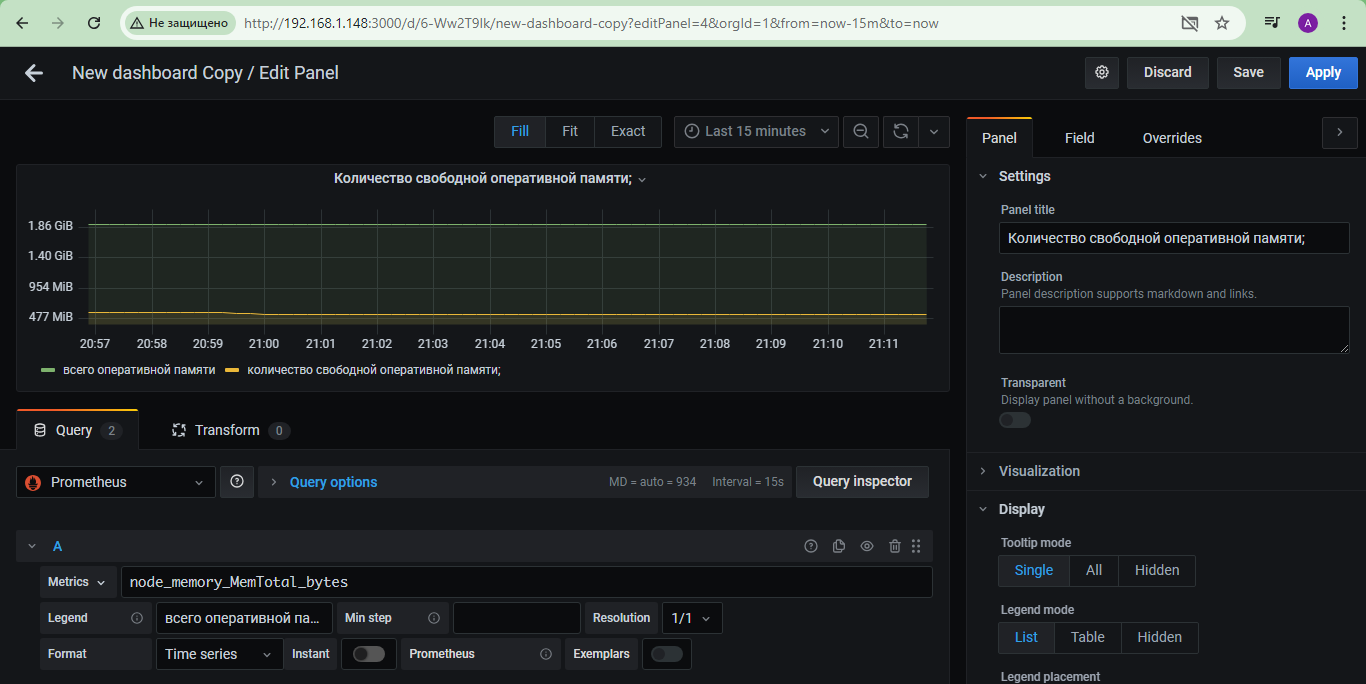 Не защищено http://192.168.1.148:3000/d/6-Ww2T9Ik/new-dashboard-copy?editPanel=4&orgId=1&from=now-15m&to=now A
New dashboard Copy / Edit Panel
Discard Save Apply
Fill Fit Exact Last 15 minutes
Количество свободной оперативной памяти;
1.86 GiB
1.40 GiB
954 MiB
477 MiB
20:57 20:58 20:59 21:00 21:01 21:02 21:03 21:04 21:05 21:06 21:07 21:08 21:09 21:10 21:11
всего оперативной памяти количество свободной оперативной памяти;
Query 2 Transform 0
Prometheus Query options MD = auto = 934 Interval = 15s Query inspector
A
Metrics node_memory_MemTotal_bytes
Legend всего оперативной па... Min step Resolution 1/1
Format Time series Instant Prometheus Exemplars
Panel Field Overrides
Settings
Panel title
Количество свободной оперативной памяти;
Description
Panel description supports markdown and links.
Transparent
Display panel without a background.
Visualization
Display
Tooltip mode
Single All Hidden
Legend mode
List Table Hidden
Legend placement